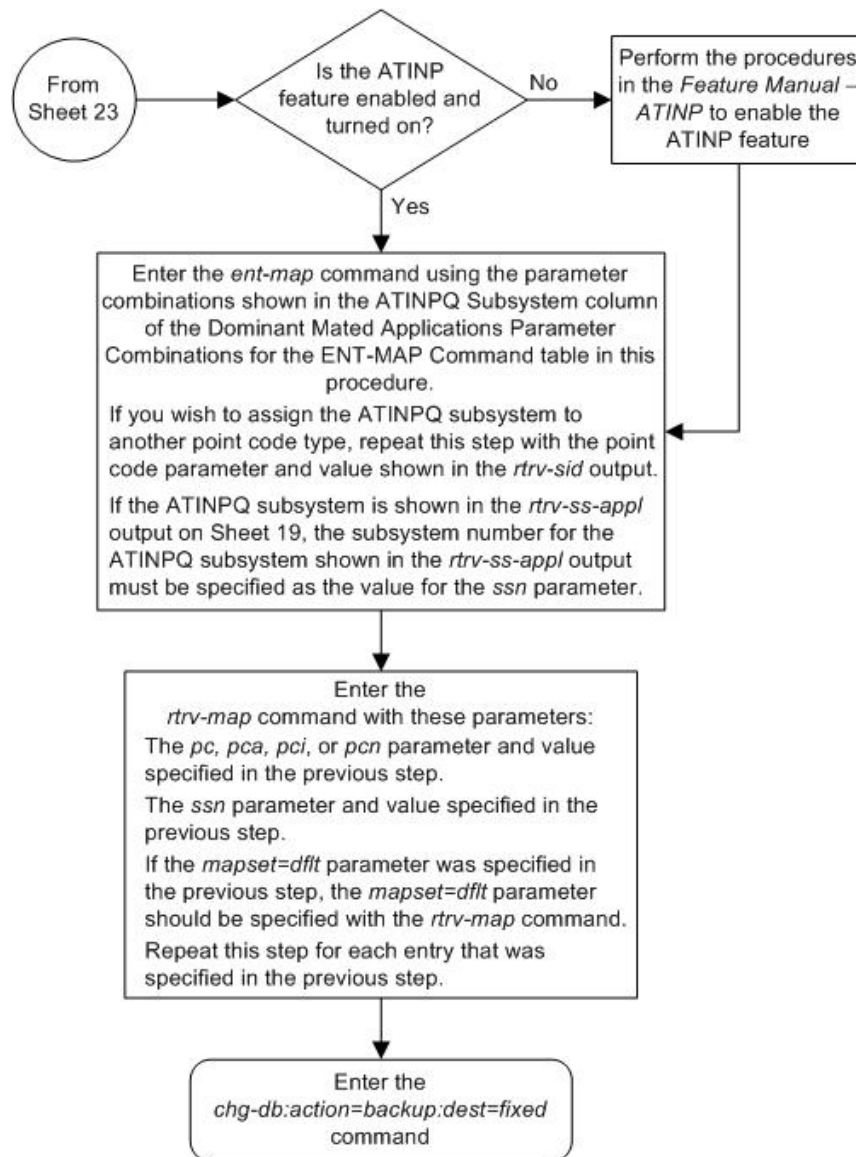 From
Sheet 23
Is the ATINP
feature enabled and
turned on?
No
Perform the procedures
in the Feature Manual –
ATINP to enable the
ATINP feature
Yes
Enter the ent-map command using the parameter
combinations shown in the ATINPQ Subsystem column
of the Dominant Mated Applications Parameter
Combinations for the ENT-MAP Command table in this
procedure.
If you wish to assign the ATINPQ subsystem to
another point code type, repeat this step with the point
code parameter and value shown in the rtrv-sid output.
If the ATINPQ subsystem is shown in the rtrv-ss-appl
output on Sheet 19, the subsystem number for the
ATINPQ subsystem shown in the rtrv-ss-appl output
must be specified as the value for the ssn parameter.
Enter the
rtrv-map command with these parameters:
The pc, pca, pci, or pcn parameter and value
specified in the previous step.
The ssn parameter and value specified in the
previous step.
If the mapset=dflt parameter was specified in
the previous step, the mapset=dflt parameter
should be specified with the rtrv-map command.
Repeat this step for each entry that was
specified in the previous step.
Enter the
chg-db:action=backup:dest=fixed
command